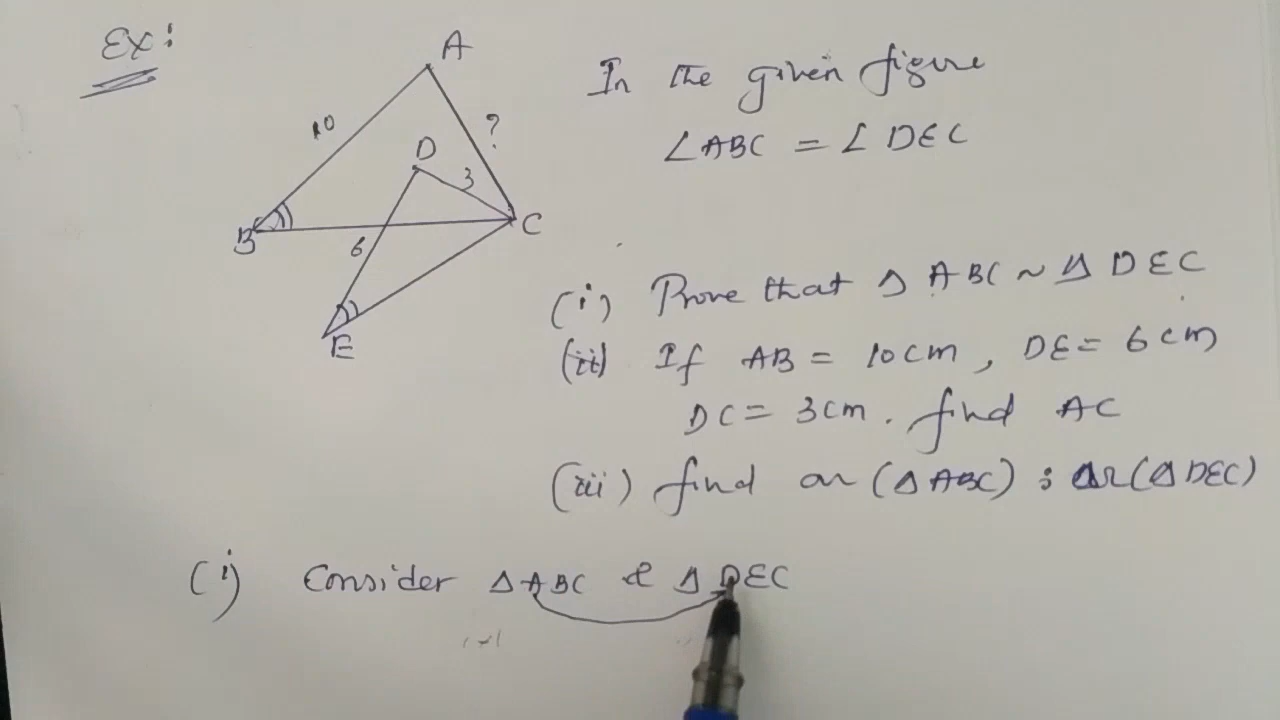 Ex:
A
10
?
D
3
B
C
6
E
In the given figure
∠ABC = ∠DEC
(i) Prove that Δ ABC ~ Δ DEC
(ii) If AB = 10cm, DE = 6cm
DC = 3cm. find AC
(iii) find ar (Δ ABC) : ar (Δ DEC)
(i) Consider Δ ABC & Δ DEC